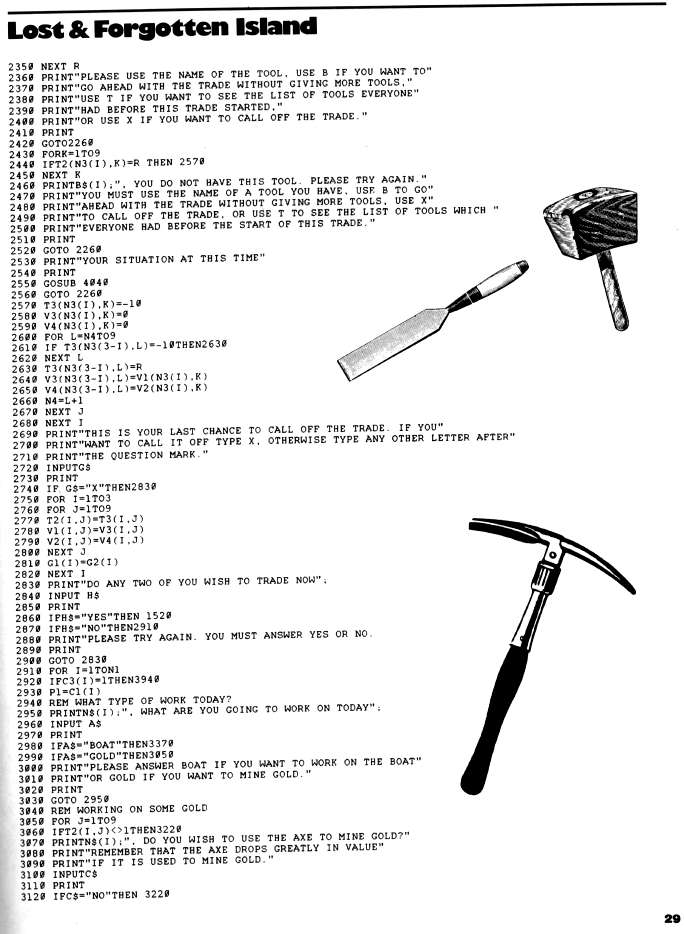 Lost & Forgotten Island
2350 NEXT R
2360 PRINT"PLEASE USE THE NAME OF THE TOOL, USE B IF YOU WANT TO"
2370 PRINT"GO AHEAD WITH THE TRADE WITHOUT GIVING MORE TOOLS,"
2380 PRINT"USE T IF YOU WANT TO SEE THE LIST OF TOOLS EVERYONE"
2390 PRINT"HAD BEFORE THIS TRADE STARTED,"
2400 PRINT"OR USE X IF YOU WANT TO CALL OFF THE TRADE."
2410 PRINT
2420 GOTO2260
2430 FORK=1TO9
2440 IFT2(N3(I),K)=R THEN 2570
2450 NEXT K
2460 PRINTB$(I);", YOU DO NOT HAVE THIS TOOL. PLEASE TRY AGAIN."
2470 PRINT"YOU MUST USE THE NAME OF A TOOL YOU HAVE, USE B TO GO"
2480 PRINT"AHEAD WITH THE TRADE WITHOUT GIVING MORE TOOLS, USE X"
2490 PRINT"TO CALL OFF THE TRADE, OR USE T TO SEE THE LIST OF TOOLS WHICH "
2500 PRINT"EVERYONE HAD BEFORE THE START OF THIS TRADE."
2510 PRINT
2520 GOTO 2260
2530 PRINT"YOUR SITUATION AT THIS TIME"
2540 PRINT
2550 GOSUB 4040
2560 GOTO 2260
2570 T3(N3(I),K)=-10
2580 V3(N3(I),K)=0
2590 V4(N3(I),K)=0
2600 FOR L=N4TO9
2610 IF T3(N3(3-I),L)=-10THEN2630
2620 NEXT L
2630 T3(N3(3-I),L)=R
2640 V3(N3(3-I),L)=V1(N3(I),K)
2650 V4(N3(3-I),L)=V2(N3(I),K)
2660 N4=L+1
2670 NEXT J
2680 NEXT I
2690 PRINT"THIS IS YOUR LAST CHANCE TO CALL OFF THE TRADE. IF YOU"
2700 PRINT"WANT TO CALL IT OFF TYPE X, OTHERWISE TYPE ANY OTHER LETTER AFTER"
2710 PRINT"THE QUESTION MARK."
2720 INPUTG$
2730 PRINT
2740 IF G$="X"THEN2830
2750 FOR I=1TO3
2760 FOR J=1TO9
2770 T2(I,J)=T3(I,J)
2780 V1(I,J)=V3(I,J)
2790 V2(I,J)=V4(I,J)
2800 NEXT J
2810 G1(I)=G2(I)
2820 NEXT I
2830 PRINT"DO ANY TWO OF YOU WISH TO TRADE NOW";
2840 INPUT H$
2850 PRINT
2860 IFH$="YES"THEN 1520
2870 IFH$="NO"THEN2910
2880 PRINT"PLEASE TRY AGAIN. YOU MUST ANSWER YES OR NO.
2890 PRINT
2900 GOTO 2830
2910 FOR I=1TON1
2920 IFC3(I)=1THEN3940
2930 P1=C1(I)
2940 REM WHAT TYPE OF WORK TODAY?
2950 PRINTN$(I);", WHAT ARE YOU GOING TO WORK ON TODAY";
2960 INPUT A$
2970 PRINT
2980 IFA$="BOAT"THEN3370
2990 IFA$="GOLD"THEN3050
3000 PRINT"PLEASE ANSWER BOAT IF YOU WANT TO WORK ON THE BOAT"
3010 PRINT"OR GOLD IF YOU WANT TO MINE GOLD."
3020 PRINT
3030 GOTO 2950
3040 REM WORKING ON SOME GOLD
3050 FOR J=1TO9
3060 IFT2(I,J)<>1THEN3220
3070 PRINTN$(I);", DO YOU WISH TO USE THE AXE TO MINE GOLD?"
3080 PRINT"REMEMBER THAT THE AXE DROPS GREATLY IN VALUE"
3090 PRINT"IF IT IS USED TO MINE GOLD."
3100 INPUTC$
3110 PRINT
3120 IFC$="NO"THEN 3220
29